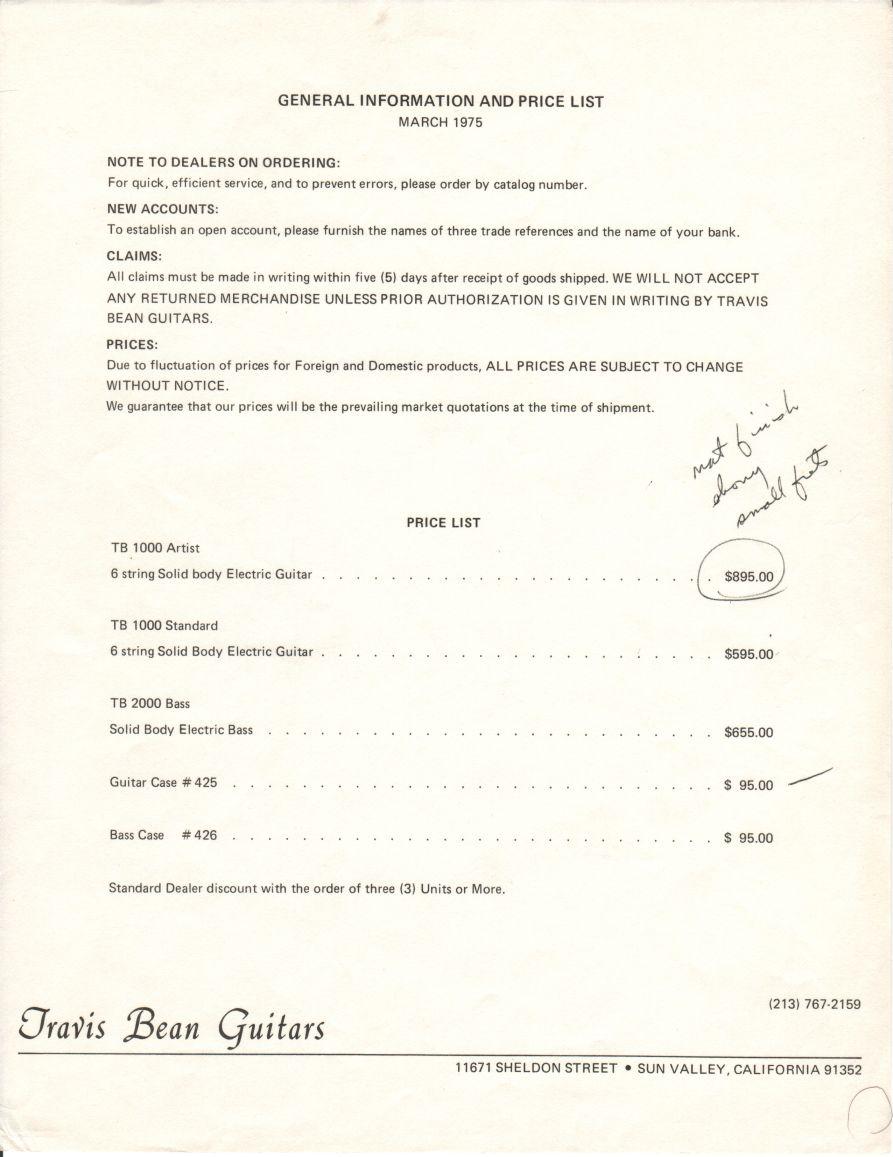 GENERAL INFORMATION AND PRICE LIST
MARCH 1975
NOTE TO DEALERS ON ORDERING:
For quick, efficient service, and to prevent errors, please order by catalog number.
NEW ACCOUNTS:
To establish an open account, please furnish the names of three trade references and the name of your bank.
CLAIMS:
All claims must be made in writing within five (5) days after receipt of goods shipped. WE WILL NOT ACCEPT
ANY RETURNED MERCHANDISE UNLESS PRIOR AUTHORIZATION IS GIVEN IN WRITING BY TRAVIS
BEAN GUITARS.
PRICES:
Due to fluctuation of prices for Foreign and Domestic products, ALL PRICES ARE SUBJECT TO CHANGE
WITHOUT NOTICE.
We guarantee that our prices will be the prevailing market quotations at the time of shipment.
mat finish
ebony
small frets
PRICE LIST
TB 1000 Artist
6 string Solid body Electric Guitar . . . . . . . . . . . . . . . . . . . . . . . $895.00
TB 1000 Standard
6 string Solid Body Electric Guitar . . . . . . . . . . . . . . . . . . . . . . . $595.00
TB 2000 Bass
Solid Body Electric Bass . . . . . . . . . . . . . . . . . . . . . . . . . . $655.00
Guitar Case # 425 . . . . . . . . . . . . . . . . . . . . . . . . . . . . $ 95.00
Bass Case # 426 . . . . . . . . . . . . . . . . . . . . . . . . . . . . $ 95.00
Standard Dealer discount with the order of three (3) Units or More.
(213) 767-2159
Travis Bean Guitars
11671 SHELDON STREET • SUN VALLEY, CALIFORNIA 91352